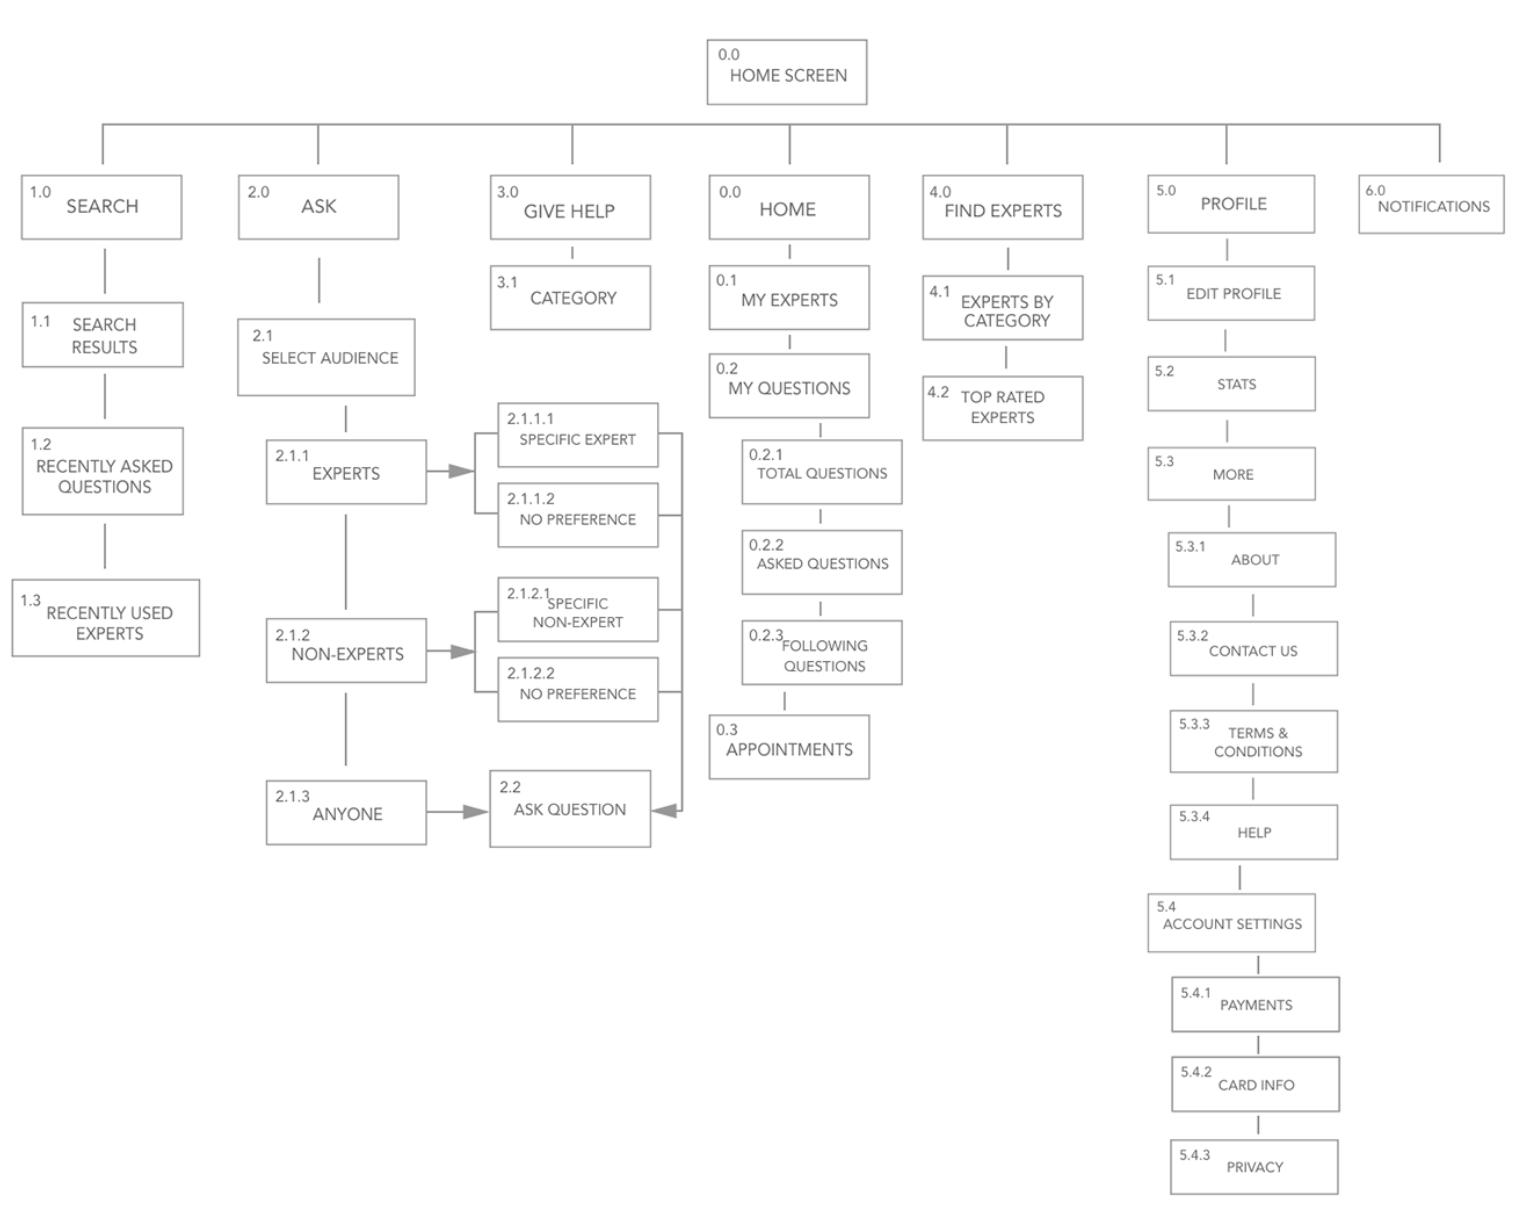 0.0
HOME SCREEN
1.0
SEARCH
1.1
SEARCH
RESULTS
1.2
RECENTLY ASKED
QUESTIONS
1.3
RECENTLY USED
EXPERTS
2.0
ASK
2.1
SELECT AUDIENCE
2.1.1
EXPERTS
2.1.1.1
SPECIFIC EXPERT
2.1.1.2
NO PREFERENCE
2.1.2
NON-EXPERTS
2.1.2.1
SPECIFIC
NON-EXPERT
2.1.2.2
NO PREFERENCE
2.1.3
ANYONE
2.2
ASK QUESTION
3.0
GIVE HELP
3.1
CATEGORY
0.0
HOME
0.1
MY EXPERTS
0.2
MY QUESTIONS
0.2.1
TOTAL QUESTIONS
0.2.2
ASKED QUESTIONS
0.2.3
FOLLOWING
QUESTIONS
0.3
APPOINTMENTS
4.0
FIND EXPERTS
4.1
EXPERTS BY
CATEGORY
4.2
TOP RATED
EXPERTS
5.0
PROFILE
5.1
EDIT PROFILE
5.2
STATS
5.3
MORE
5.3.1
ABOUT
5.3.2
CONTACT US
5.3.3
TERMS &
CONDITIONS
5.3.4
HELP
5.4
ACCOUNT SETTINGS
5.4.1
PAYMENTS
5.4.2
CARD INFO
5.4.3
PRIVACY
6.0
NOTIFICATIONS